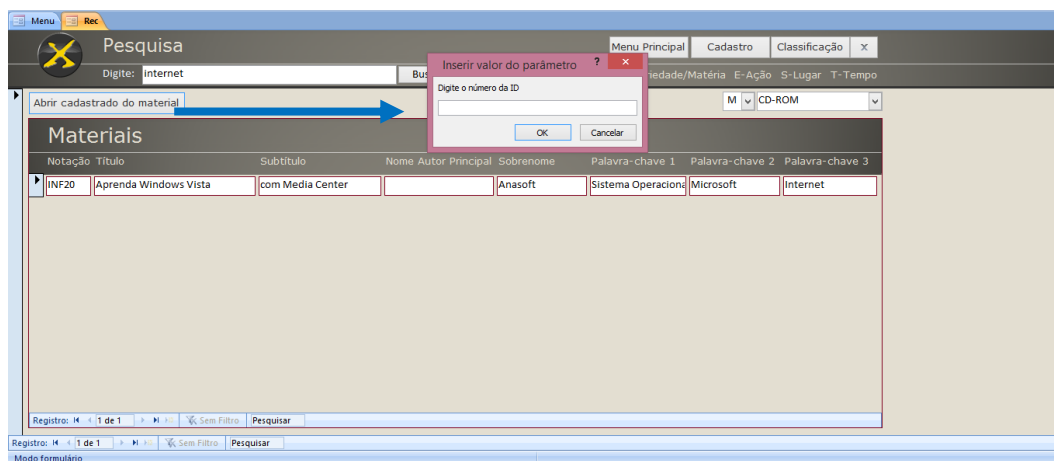 Menu Rec
Pesquisa
Menu Principal Cadastro Classificação x
Digite: internet
E-Ação S-Lugar T-Tempo
Inserir valor do parâmetro ? x
Digite o número da ID
OK Cancelar
Abrir cadastrado do material
M CD-ROM
Materiais
Notação Título Subtítulo Nome Autor Principal Sobrenome Palavra-chave 1 Palavra-chave 2 Palavra-chave 3
INF20 Aprenda Windows Vista com Media Center Anasoft Sistema Operaciona Microsoft Internet
Registro: 1 de 1 Sem Filtro Pesquisar
Registro: 1 de 1 Sem Filtro Pesquisar
Modo formulário